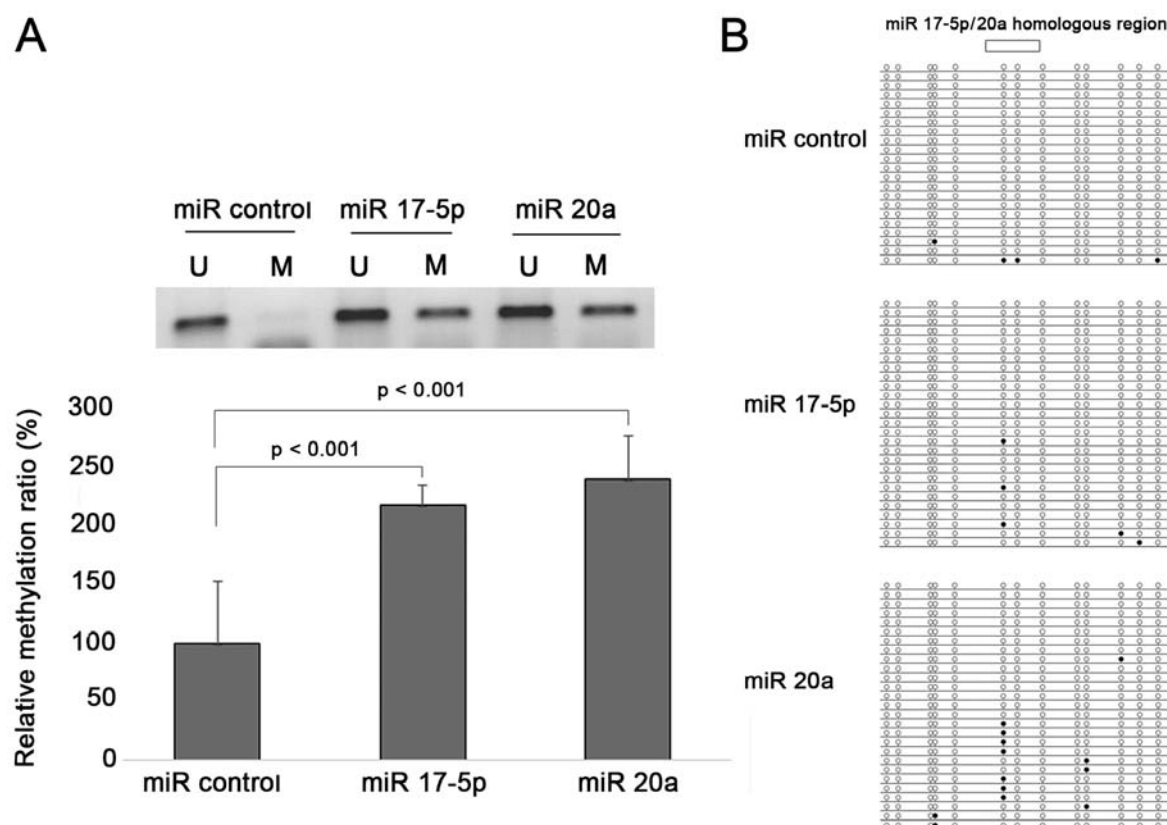 A
miR control miR 17-5p miR 20a
U M U M U M
Relative methylation ratio (%)
300
250
200
150
100
50
0
p < 0.001
p < 0.001
miR control miR 17-5p miR 20a
B
miR 17-5p/20a homologous region
miR control
miR 17-5p
miR 20a